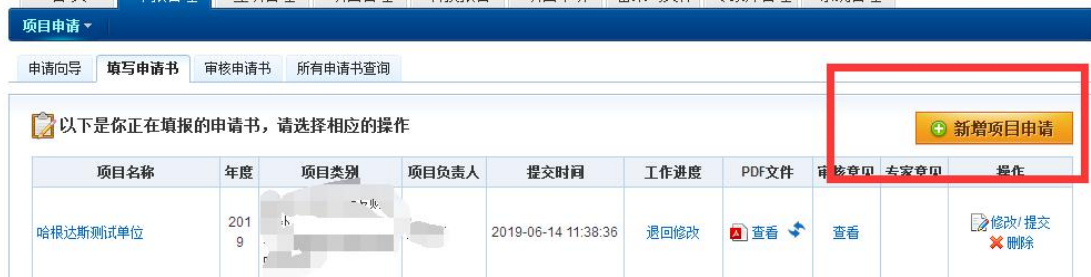 项目申请
申请向导 填写申请书 审核申请书 所有申请书查询
以下是你正在填报的申请书，请选择相应的操作
新增项目申请
项目名称 年度 项目类别 项目负责人 提交时间 工作进度 PDF文件 审核意见 专家意见 操作
哈根达斯测试单位 2019 2019-06-14 11:38:36 退回修改 查看 查看 修改/提交
删除